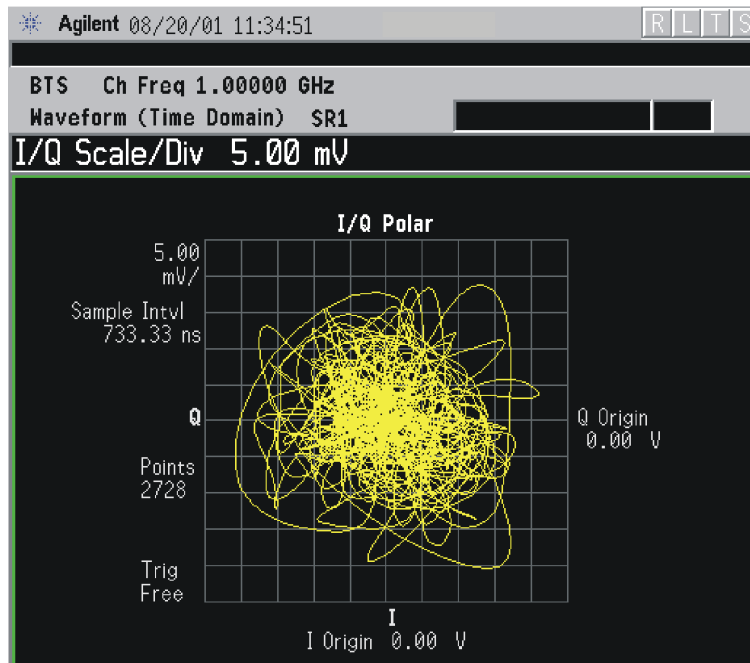 Agilent 08/20/01 11:34:51
R L T S
BTS Ch Freq 1.00000 GHz
Waveform (Time Domain) SR1
I/Q Scale/Div 5.00 mV
I/Q Polar
5.00
mV/
Sample Intvl
733.33 ns
Q
Q Origin
0.00 V
Points
2728
Trig
Free
I
I Origin 0.00 V